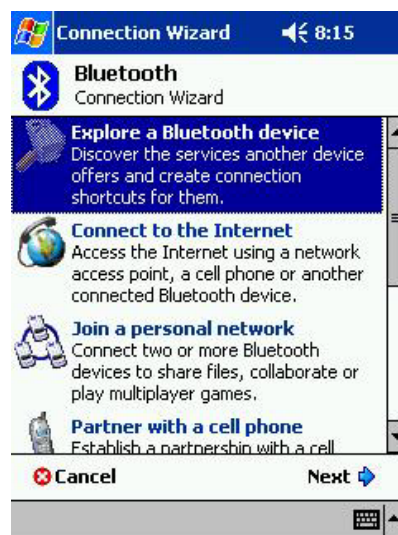 Connection Wizard 8:15
Bluetooth
Connection Wizard
Explore a Bluetooth device
Discover the services another device
offers and create connection
shortcuts for them.
Connect to the Internet
Access the Internet using a network
access point, a cell phone or another
connected Bluetooth device.
Join a personal network
Connect two or more Bluetooth
devices to share files, collaborate or
play multiplayer games.
Partner with a cell phone
Establish a partnership with a cell
Cancel Next